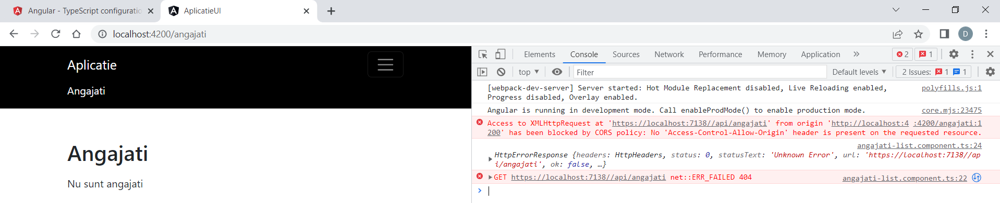 Angular - TypeScript configuratio
AplicatieUI
localhost:4200/angajati
D
Aplicatie
Angajati
Angajati
Nu sunt angajati
Elements Console Sources Network Performance Memory Application » 2 1
top Filter Default levels 2 Issues: 1 1
[webpack-dev-server] Server started: Hot Module Replacement disabled, Live Reloading enabled, polyfills.js:1
Progress disabled, Overlay enabled.
Angular is running in development mode. Call enableProdMode() to enable production mode. core.mjs:23475
Access to XMLHttpRequest at 'https://localhost:7138//api/angajati' from origin 'http://localhost:4 :4200/angajati:1
200' has been blocked by CORS policy: No 'Access-Control-Allow-Origin' header is present on the requested resource.
angajati-list.component.ts:24
HttpErrorResponse {headers: HttpHeaders, status: 0, statusText: 'Unknown Error', url: 'https://localhost:7138//ap
i/angajati', ok: false, …}
GET https://localhost:7138//api/angajati net::ERR_FAILED 404 angajati-list.component.ts:22